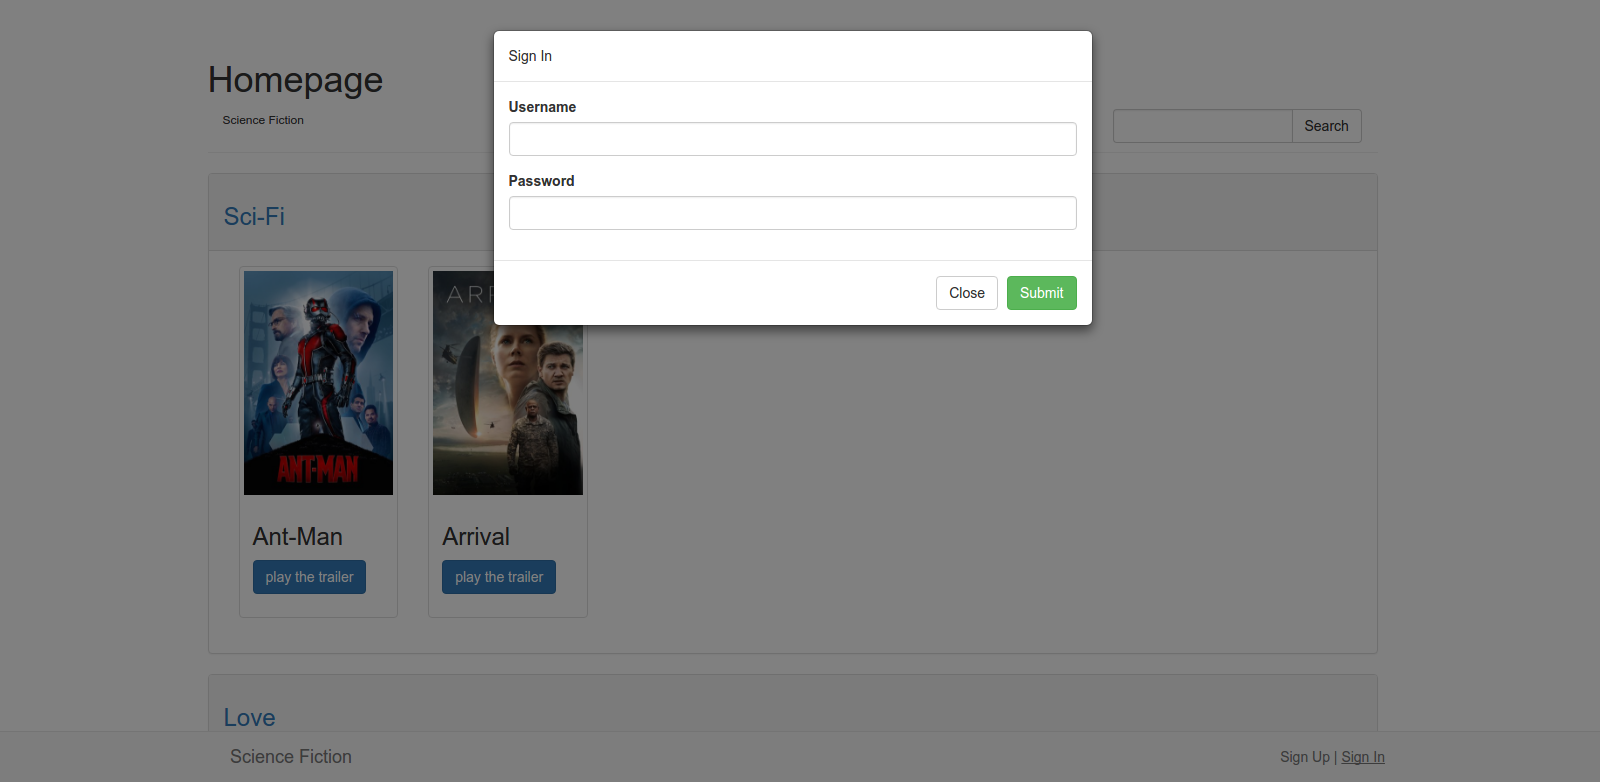 Sign In
Homepage
Username
Science Fiction
Search
Password
Sci-Fi
Close
Submit
ARR
ANT-MAN
Ant-Man
Arrival
play the trailer
play the trailer
Love
Science Fiction
Sign Up | Sign In